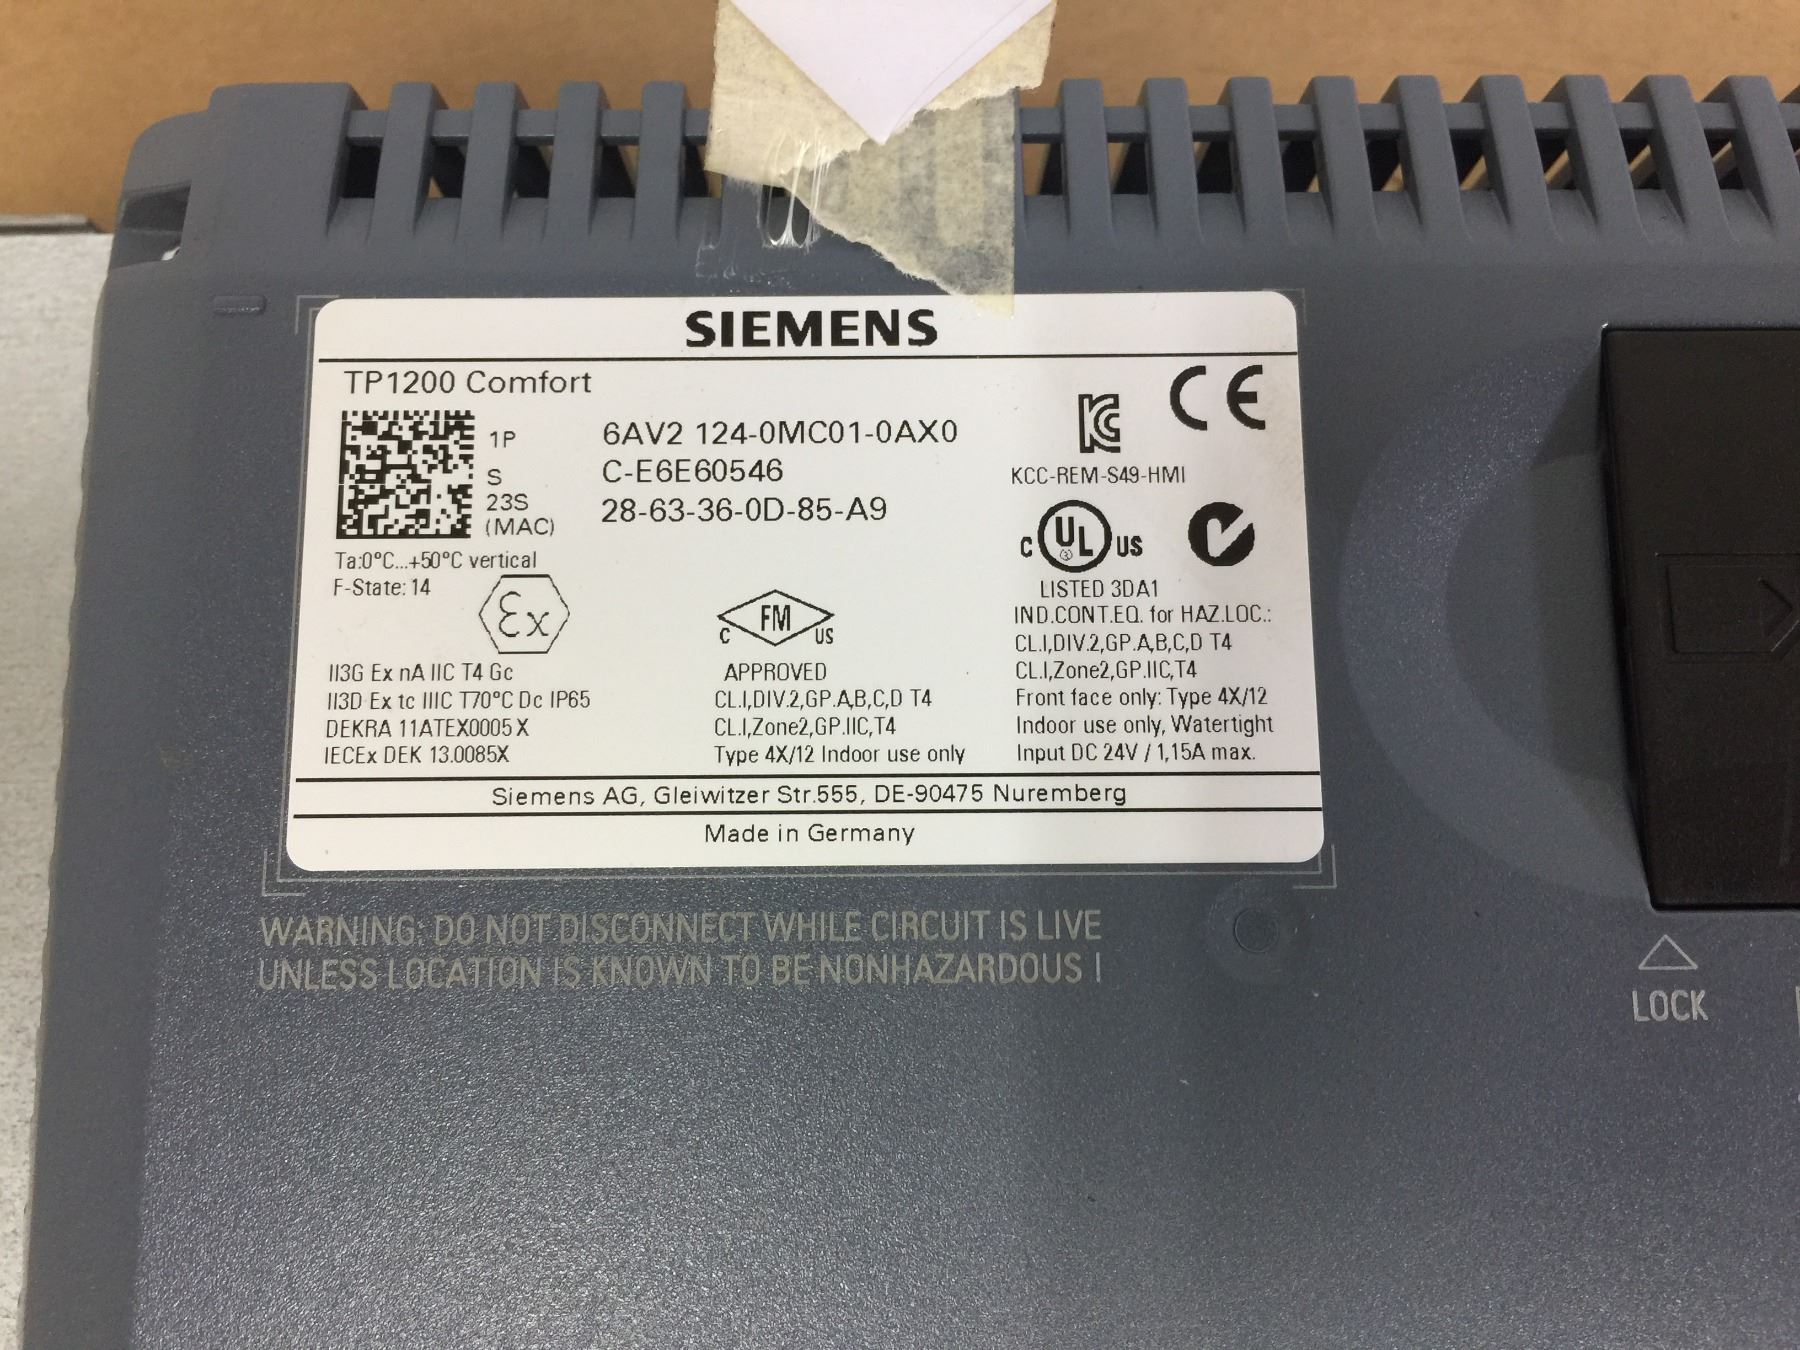 SIEMENS
TP1200 Comfort
1P 6AV2 124-0MC01-0AX0
S C-E6E60546
23S
(MAC) 28-63-36-0D-85-A9
Ta:0°C...+50°C vertical
F-State: 14
Ex
II3G Ex nA IIC T4 Gc
II3D Ex tc IIIC T70°C Dc IP65
DEKRA 11ATEX0005 X
IECEx DEK 13.0085X
C FM US
APPROVED
CL.I,DIV.2,GP.A,B,C,D T4
CL.I,Zone2,GP.IIC,T4
Type 4X/12 Indoor use only
KC CE
KCC-REM-S49-HMI
C UL US
LISTED 3DA1
IND.CONT.EQ. for HAZ.LOC.:
CL.I,DIV.2,GP.A,B,C,D T4
CL.I,Zone2,GP.IIC,T4
Front face only: Type 4X/12
Indoor use only, Watertight
Input DC 24V / 1,15A max.
Siemens AG, Gleiwitzer Str.555, DE-90475 Nuremberg
Made in Germany
WARNING: DO NOT DISCONNECT WHILE CIRCUIT IS LIVE
UNLESS LOCATION IS KNOWN TO BE NONHAZARDOUS !
LOCK